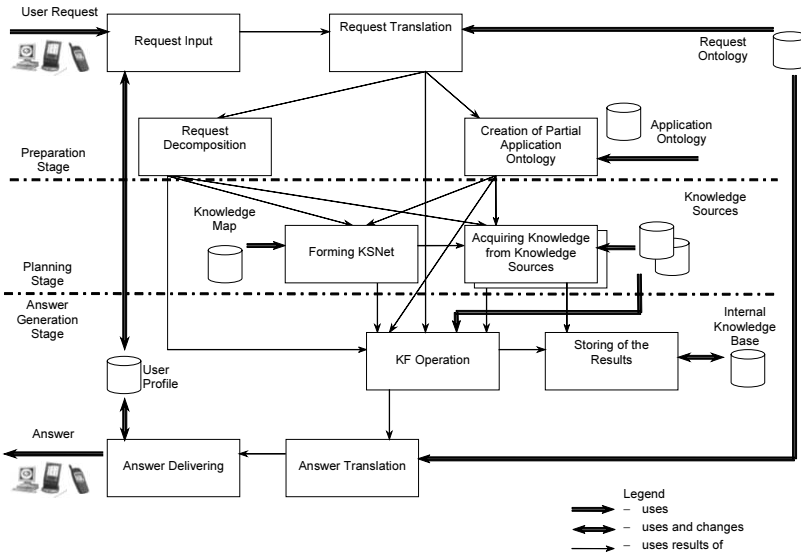 User Request
Request Input
Request Translation
Request
Ontology
Request
Decomposition
Creation of Partial
Application
Ontology
Application
Ontology
Preparation
Stage
Knowledge
Map
Forming KSNet
Acquiring Knowledge
from Knowledge
Sources
Knowledge
Sources
Planning
Stage
Answer
Generation
Stage
KF Operation
Storing of the
Results
Internal
Knowledge
Base
User
Profile
Answer
Answer Delivering
Answer Translation
Legend
– uses
– uses and changes
– uses results of